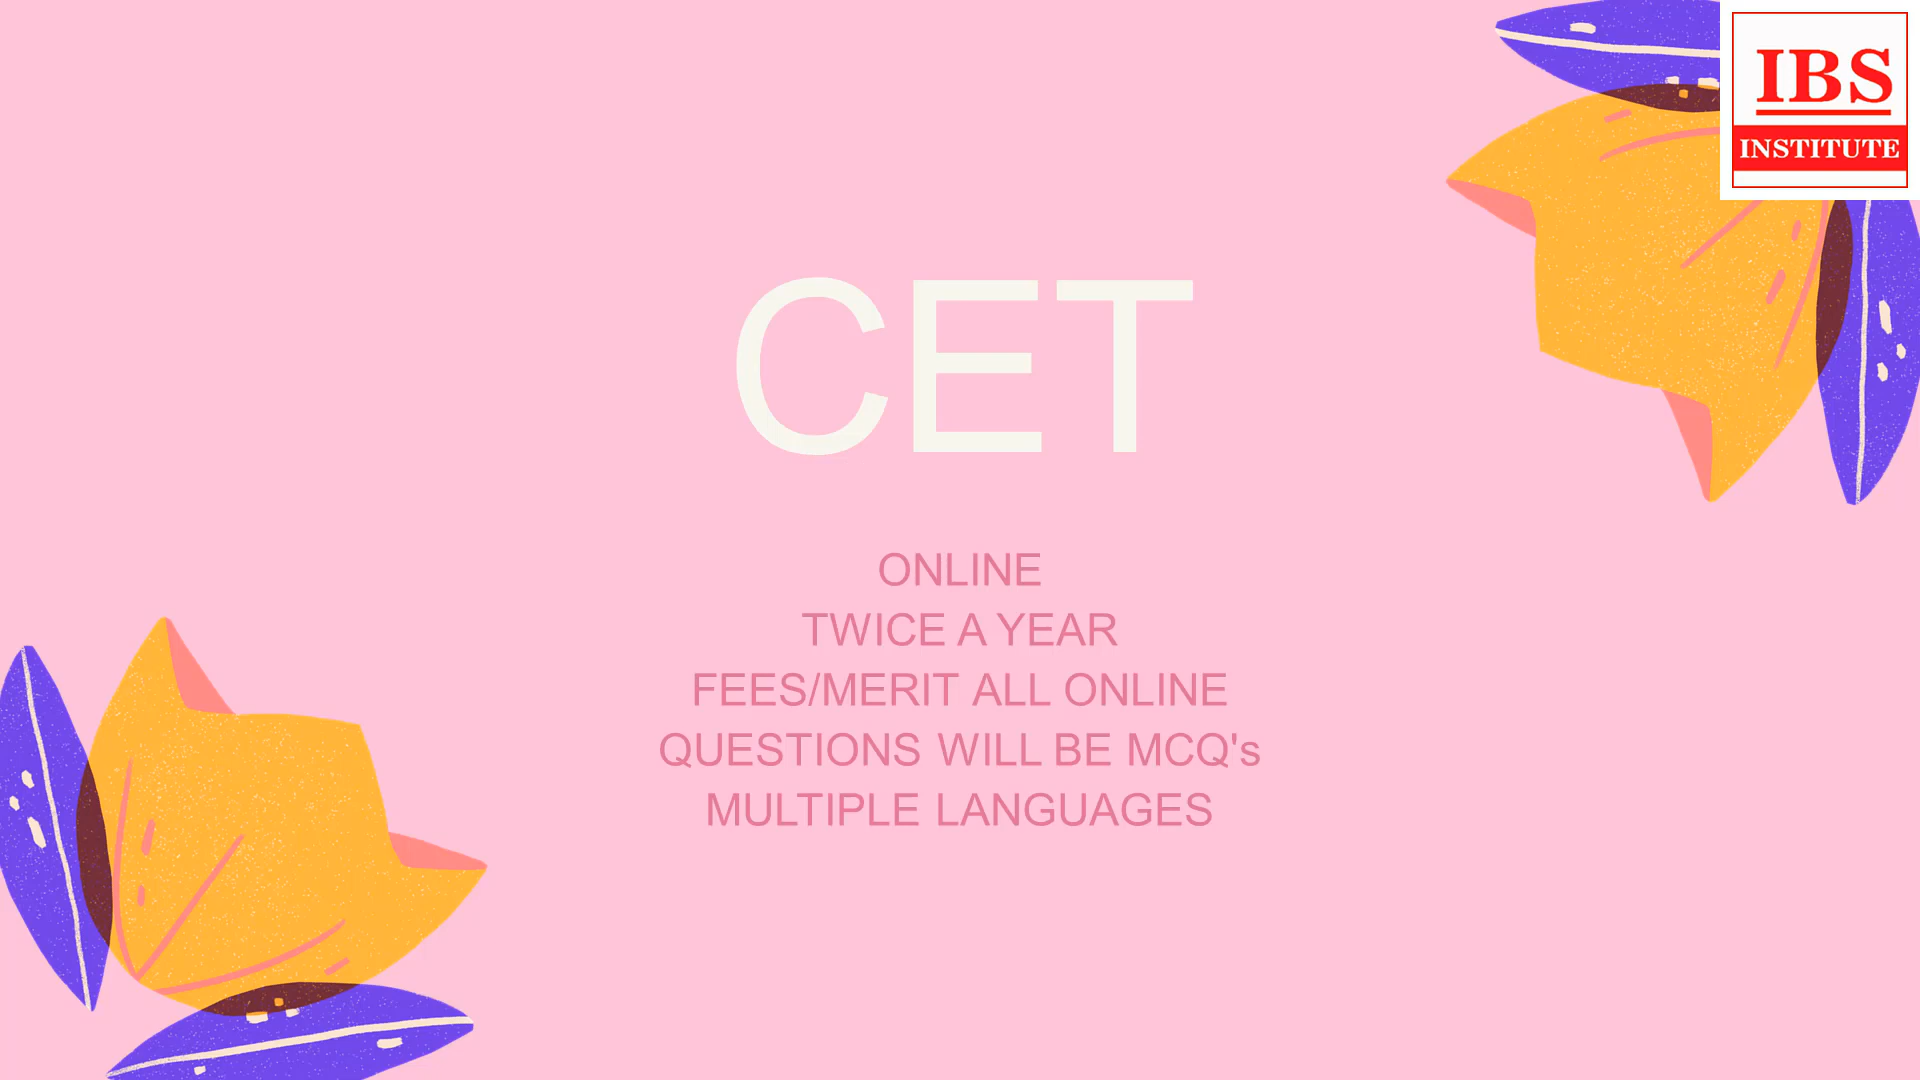 IBS
INSTITUTE
CET
ONLINE
TWICE A YEAR
FEES/MERIT ALL ONLINE
QUESTIONS WILL BE MCQ's
MULTIPLE LANGUAGES